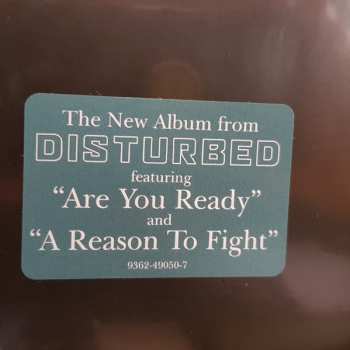 The New Album from
DISTURBED
featuring
“Are You Ready”
and
“A Reason To Fight”
9362-49050-7